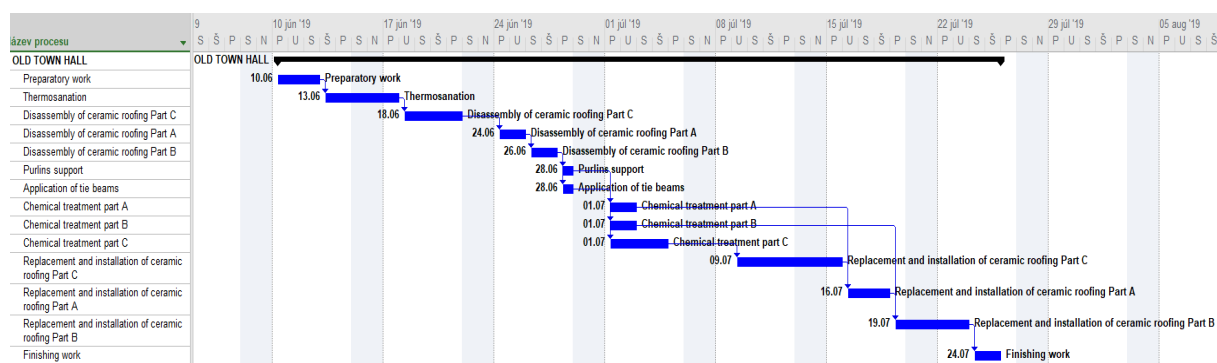 9 10 jún '19 17 jún '19 24 jún '19 01 júl '19 08 júl '19 15 júl '19 22 júl '19 29 júl '19 05 aug '19
ázev procesu S Š P S N P U S Š P S N P U S Š P S N P U S Š P S N P U S Š P S N P U S Š P S N P U S Š P S N P U S Š P S N P U S Š P S N P U S Š
OLD TOWN HALL OLD TOWN HALL
Preparatory work 10.06 Preparatory work
Thermosanation 13.06 Thermosanation
Disassembly of ceramic roofing Part C 18.06 Disassembly of ceramic roofing Part C
Disassembly of ceramic roofing Part A 24.06 Disassembly of ceramic roofing Part A
Disassembly of ceramic roofing Part B 26.06 Disassembly of ceramic roofing Part B
Purlins support 28.06 Purlins support
Application of tie beams 28.06 Application of tie beams
Chemical treatment part A 01.07 Chemical treatment part A
Chemical treatment part B 01.07 Chemical treatment part B
Chemical treatment part C 01.07 Chemical treatment part C
Replacement and installation of ceramic
roofing Part C 09.07 Replacement and installation of ceramic roofing Part C
Replacement and installation of ceramic
roofing Part A 16.07 Replacement and installation of ceramic roofing Part A
Replacement and installation of ceramic
roofing Part B 19.07 Replacement and installation of ceramic roofing Part B
Finishing work 24.07 Finishing work